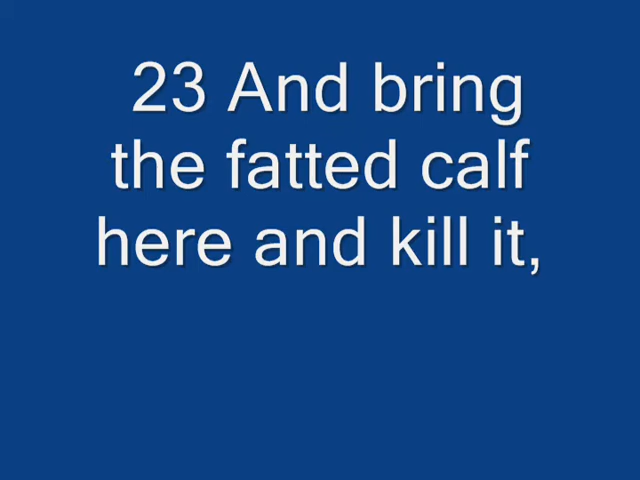 23 And bring
the fatted calf
here and kill it,